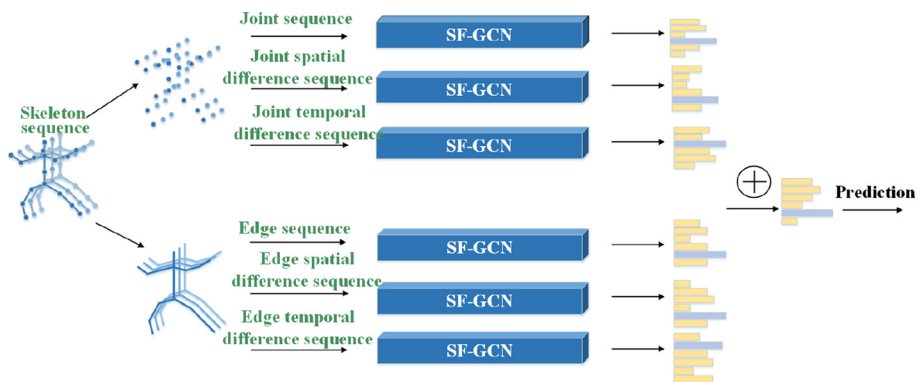 Joint sequence
SF-GCN
Joint spatial
difference sequence
SF-GCN
Skeleton
sequence
Joint temporal
difference sequence
SF-GCN
Prediction
Edge sequence
SF-GCN
Edge spatial
difference sequence
SF-GCN
Edge temporal
difference sequence
SF-GCN